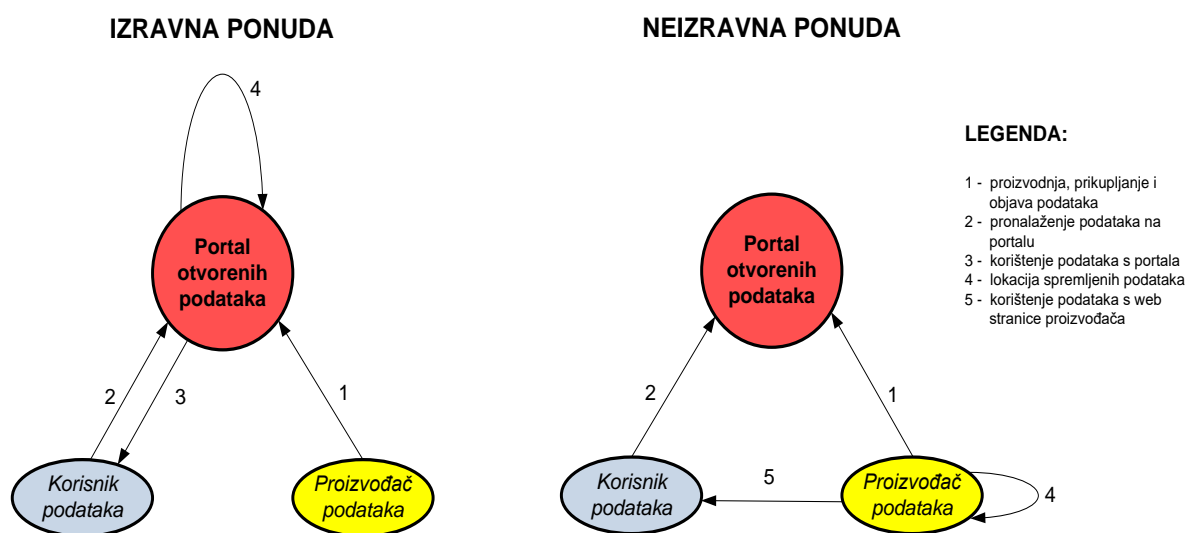 IZRAVNA PONUDA
4
Portal
otvorenih
podataka
2
3
1
Korisnik
podataka
Proizvođač
podataka
NEIZRAVNA PONUDA
Portal
otvorenih
podataka
2
1
5
4
Korisnik
podataka
Proizvođač
podataka
LEGENDA:
1 - proizvodnja, prikupljanje i
objava podataka
2 - pronalaženje podataka na
portalu
3 - korištenje podataka s portala
4 - lokacija spremljenih podataka
5 - korištenje podataka s web
stranice proizvođača